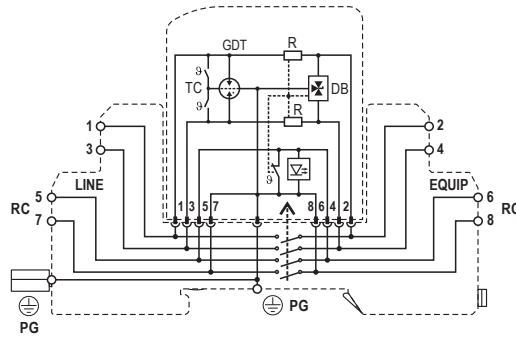 R
GDT
ϑ
TC
DB
ϑ
R
1
2
3
4
ϑ
LINE
EQUIP
5
6
RC
RC
7
8
1 3 5 7
8 6 4 2
PG
PG